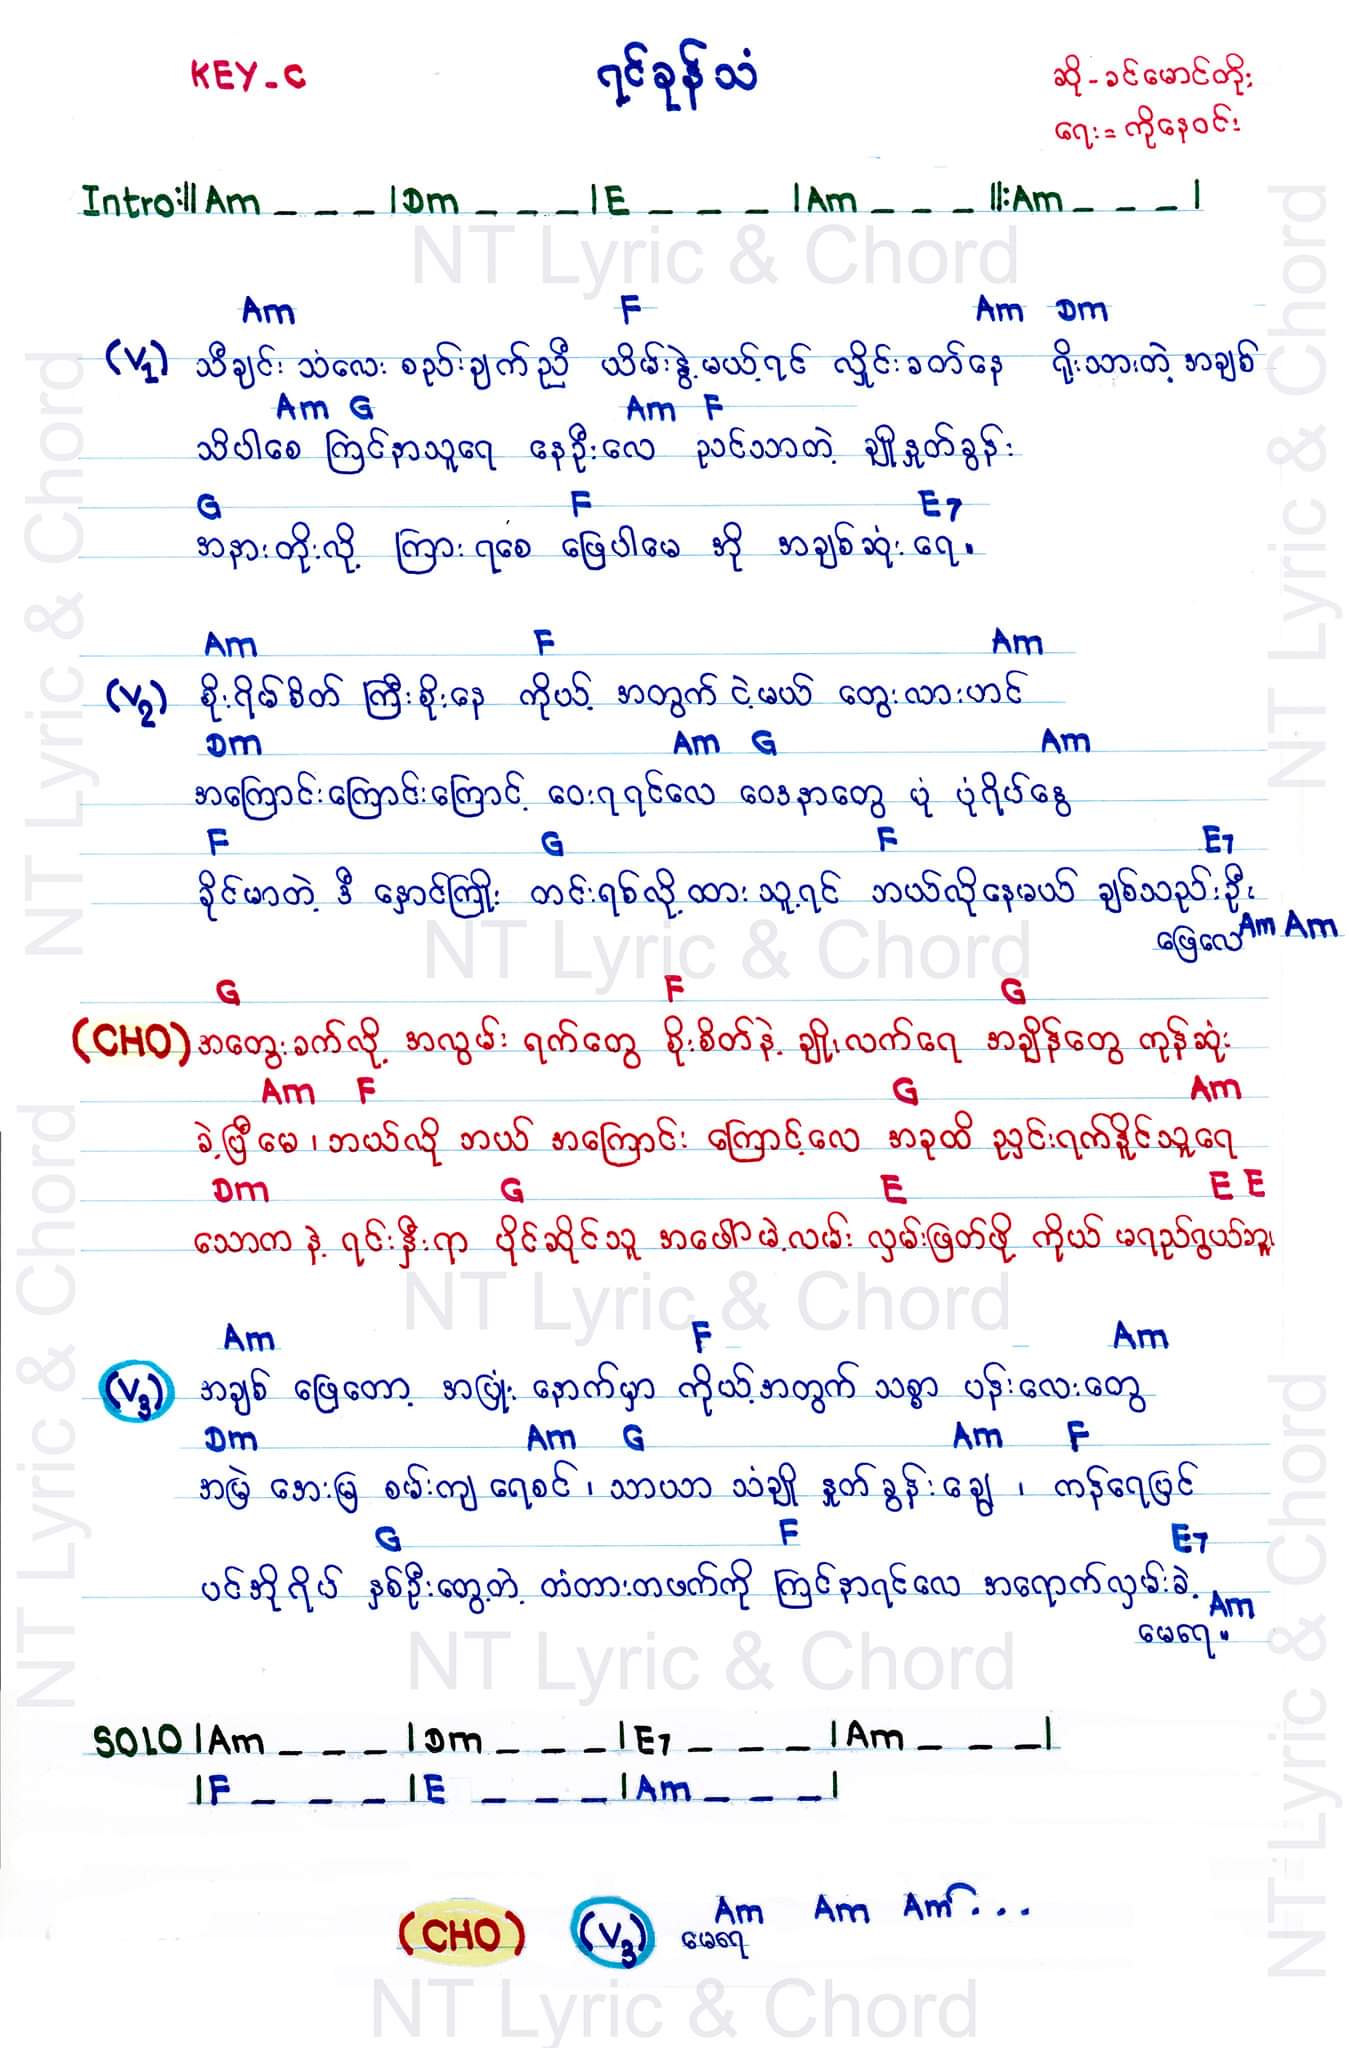 KEY-C
ရင်ခုန်သံ
ဆို-ခင်မောင်တိုး
ရေး=ကိုနေဝင်း
Intro:||Am _ _ _ |Dm _ _ _ |E _ _ _ |Am _ _ _ ||:Am _ _ _ |
NT Lyric & Chord
Am F Am Dm
(V1) သီချင်း သံလေး စည်းချက်ညီ ယိမ်းနွဲ့မယ့်ရင် လှိုင်းခတ်နေ ရိုးသားတဲ့ အချစ်
Am G Am F
သိပါစေ ကြင်နာသူရေ နေဦးလေ ညင်သာတဲ့ ချိုနှုတ်ခွန်း
G F E7
အနားတိုးလို့ ကြားရစေ ဖြေပါမေ အို အချစ်ဆုံးရေ။
Am F Am
(V2) စိုးရိမ်စိတ် ကြီးစိုးနေ ကိုယ့် အတွက် ငဲ့မယ် တွေးလားဟင်
Dm Am G Am
အကြောင်းကြောင်းကြောင့် ဝေးရရင်လေ ဝေဒနာတွေ ပုံ ပုံရိပ်နွေ
F G F E7
ခိုင်မာတဲ့ ဒီ နှောင်ကြိုး တင်းရစ်လို့ထား သူ့ရင် ဘယ်လိုနေမယ် ချစ်သည်းဦး
ဖြေလေ Am Am
NT Lyric & Chord
G F G
(CHO) အတွေးခက်လို့ အလွမ်း ရက်တွေ စိုးစိတ်နဲ့ ချိုးလက်ရေ အချိန်တွေ ကုန်ဆုံး
Am F G Am
ခဲ့ပြီ မေ၊ ဘယ်လို ဘယ် အကြောင်း ကြောင့်လေ အခုထိ ညှင်းရက်နိူင်သူရေ
Dm G E E E
သောက နဲ့ ရင်းနှီးရာ ပိုင်ဆိုင်သူ အဖေါ်မဲ့လမ်း လှမ်းဖြတ်ဖို့ ကိုယ် မရည်ရွယ်ဘူး
NT Lyric & Chord
Am F Am
(V3) အချစ် ဖြေတော့ အပြုံး နောက်မှာ ကိုယ့်အတွက် သစ္စာ ပန်းလေးတွေ
Dm Am G Am F
အမြဲ အေးမြ စမ်းကျ ရေစင်၊ သာယာ သံချို နှုတ်ခွန်းချွေ၊ ကန်ရေပြင်
G F E7
ပင်အိုရိပ် နှစ်ဦးတွေ့တဲ့ တံတားတဖက်ကို ကြင်နာရင်လေ အရောက်လှမ်းခဲ့
မေရေ။ Am
NT Lyric & Chord
SOLO |Am _ _ _ |Dm _ _ _ |E7 _ _ _ |Am _ _ _|
|F _ _ _ |E _ _ _ |Am _ _ _ |
Am Am Am...
(CHO) (V3) မေရေ
NT Lyric & Chord
NT Lyric & Chord
NT Lyric & Chord
NT Lyric & Chord
NT Lyric & Chord